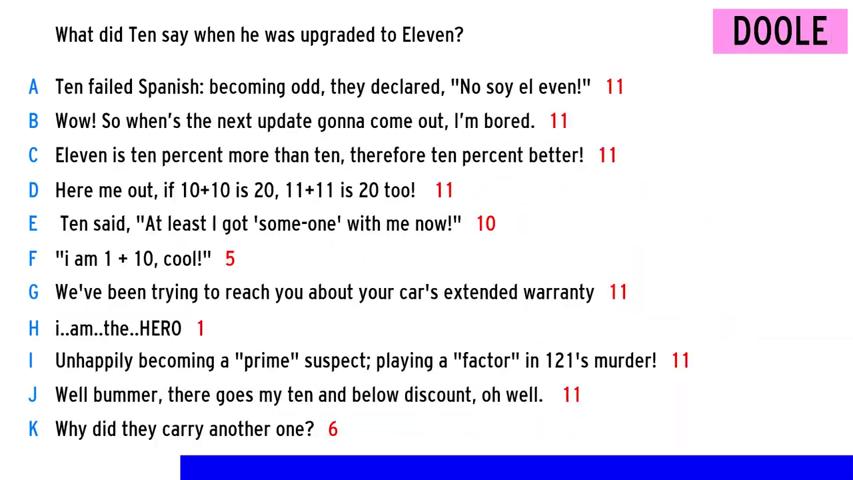 What did Ten say when he was upgraded to Eleven?
DOOLE
A Ten failed Spanish: becoming odd, they declared, "No soy el even!" 11
B Wow! So when's the next update gonna come out, I'm bored. 11
C Eleven is ten percent more than ten, therefore ten percent better! 11
D Here me out, if 10+10 is 20, 11+11 is 20 too! 11
E Ten said, "At least I got 'some-one' with me now!" 10
F "i am 1 + 10, cool!" 5
G We've been trying to reach you about your car's extended warranty 11
H i..am..the..HERO 1
I Unhappily becoming a "prime" suspect; playing a "factor" in 121's murder! 11
J Well bummer, there goes my ten and below discount, oh well. 11
K Why did they carry another one? 6